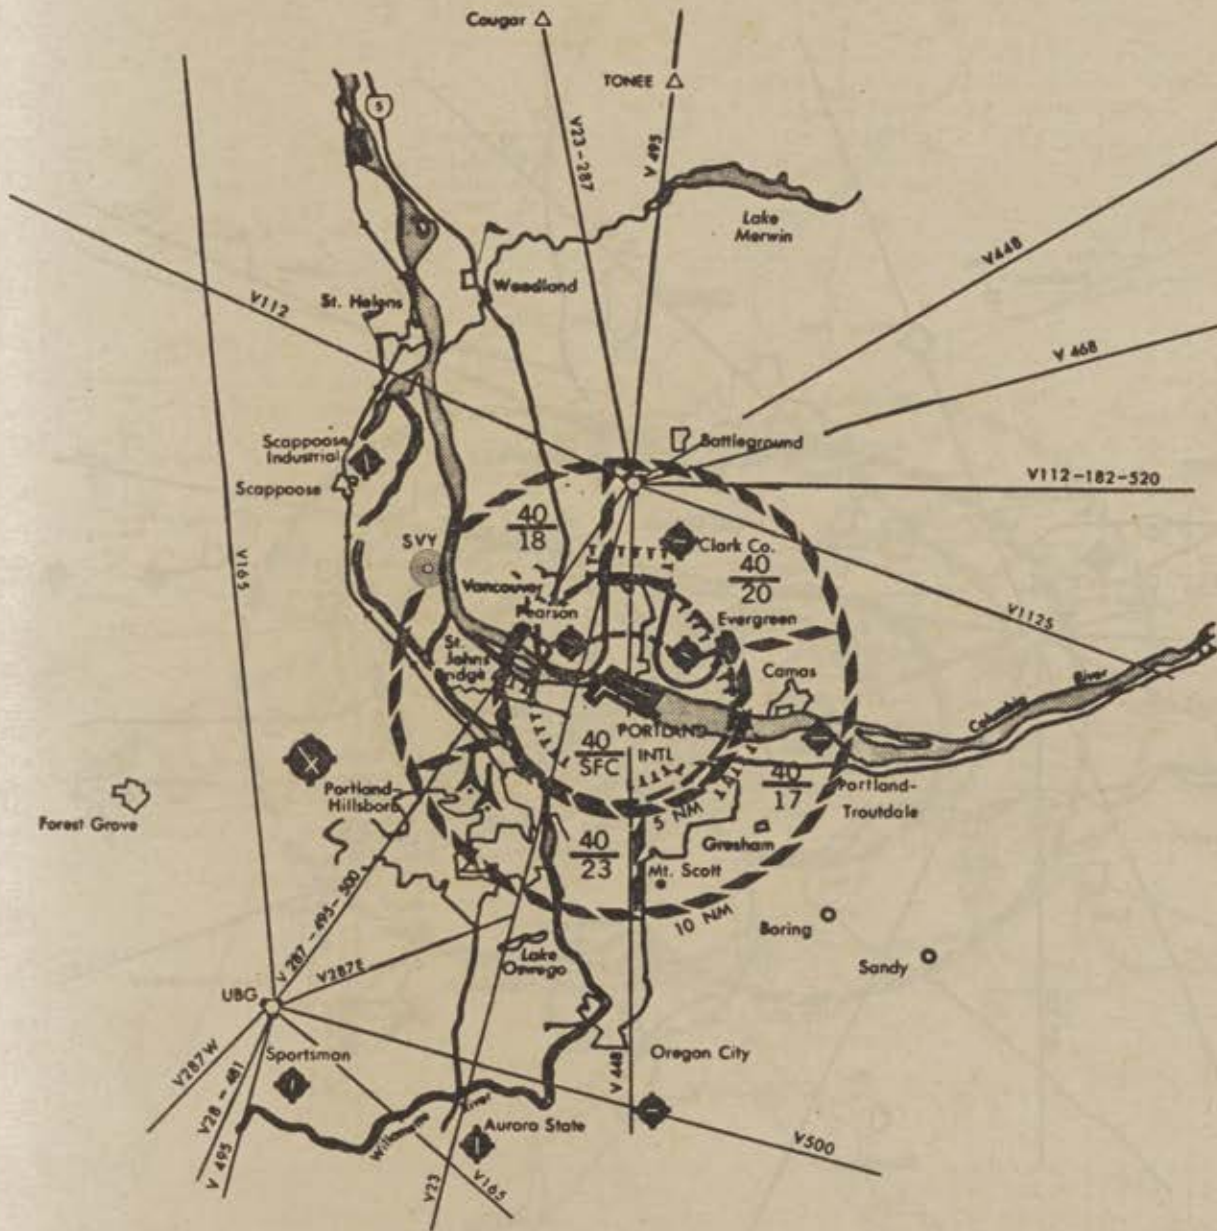 Cougar
TONEE
5
V23-287
V 495
Lake
Merwin
V448
Woodland
St. Helens
V112
V 468
Scappoose
Industrial
Battleground
Scappoose
V112-182-520
40
18
SVY
Clark Co.
40
20
V165
Vancouver
Pearson
Evergreen
V112S
St.
Johns
Bridge
Camas
Columbia River
40
SFC
PORTLAND
INTL
40
17
Portland-
Hillsboro
Portland-
Troutdale
Forest Grove
5 NM
Gresham
40
23
Mt. Scott
10 NM
Boring
Sandy
V 287-495-500
V287E
Lake
Oswego
UBG
Sportsman
Oregon City
V287W
V28-481
V 448
V 495
Willamette River
Aurora State
V500
V23
V165